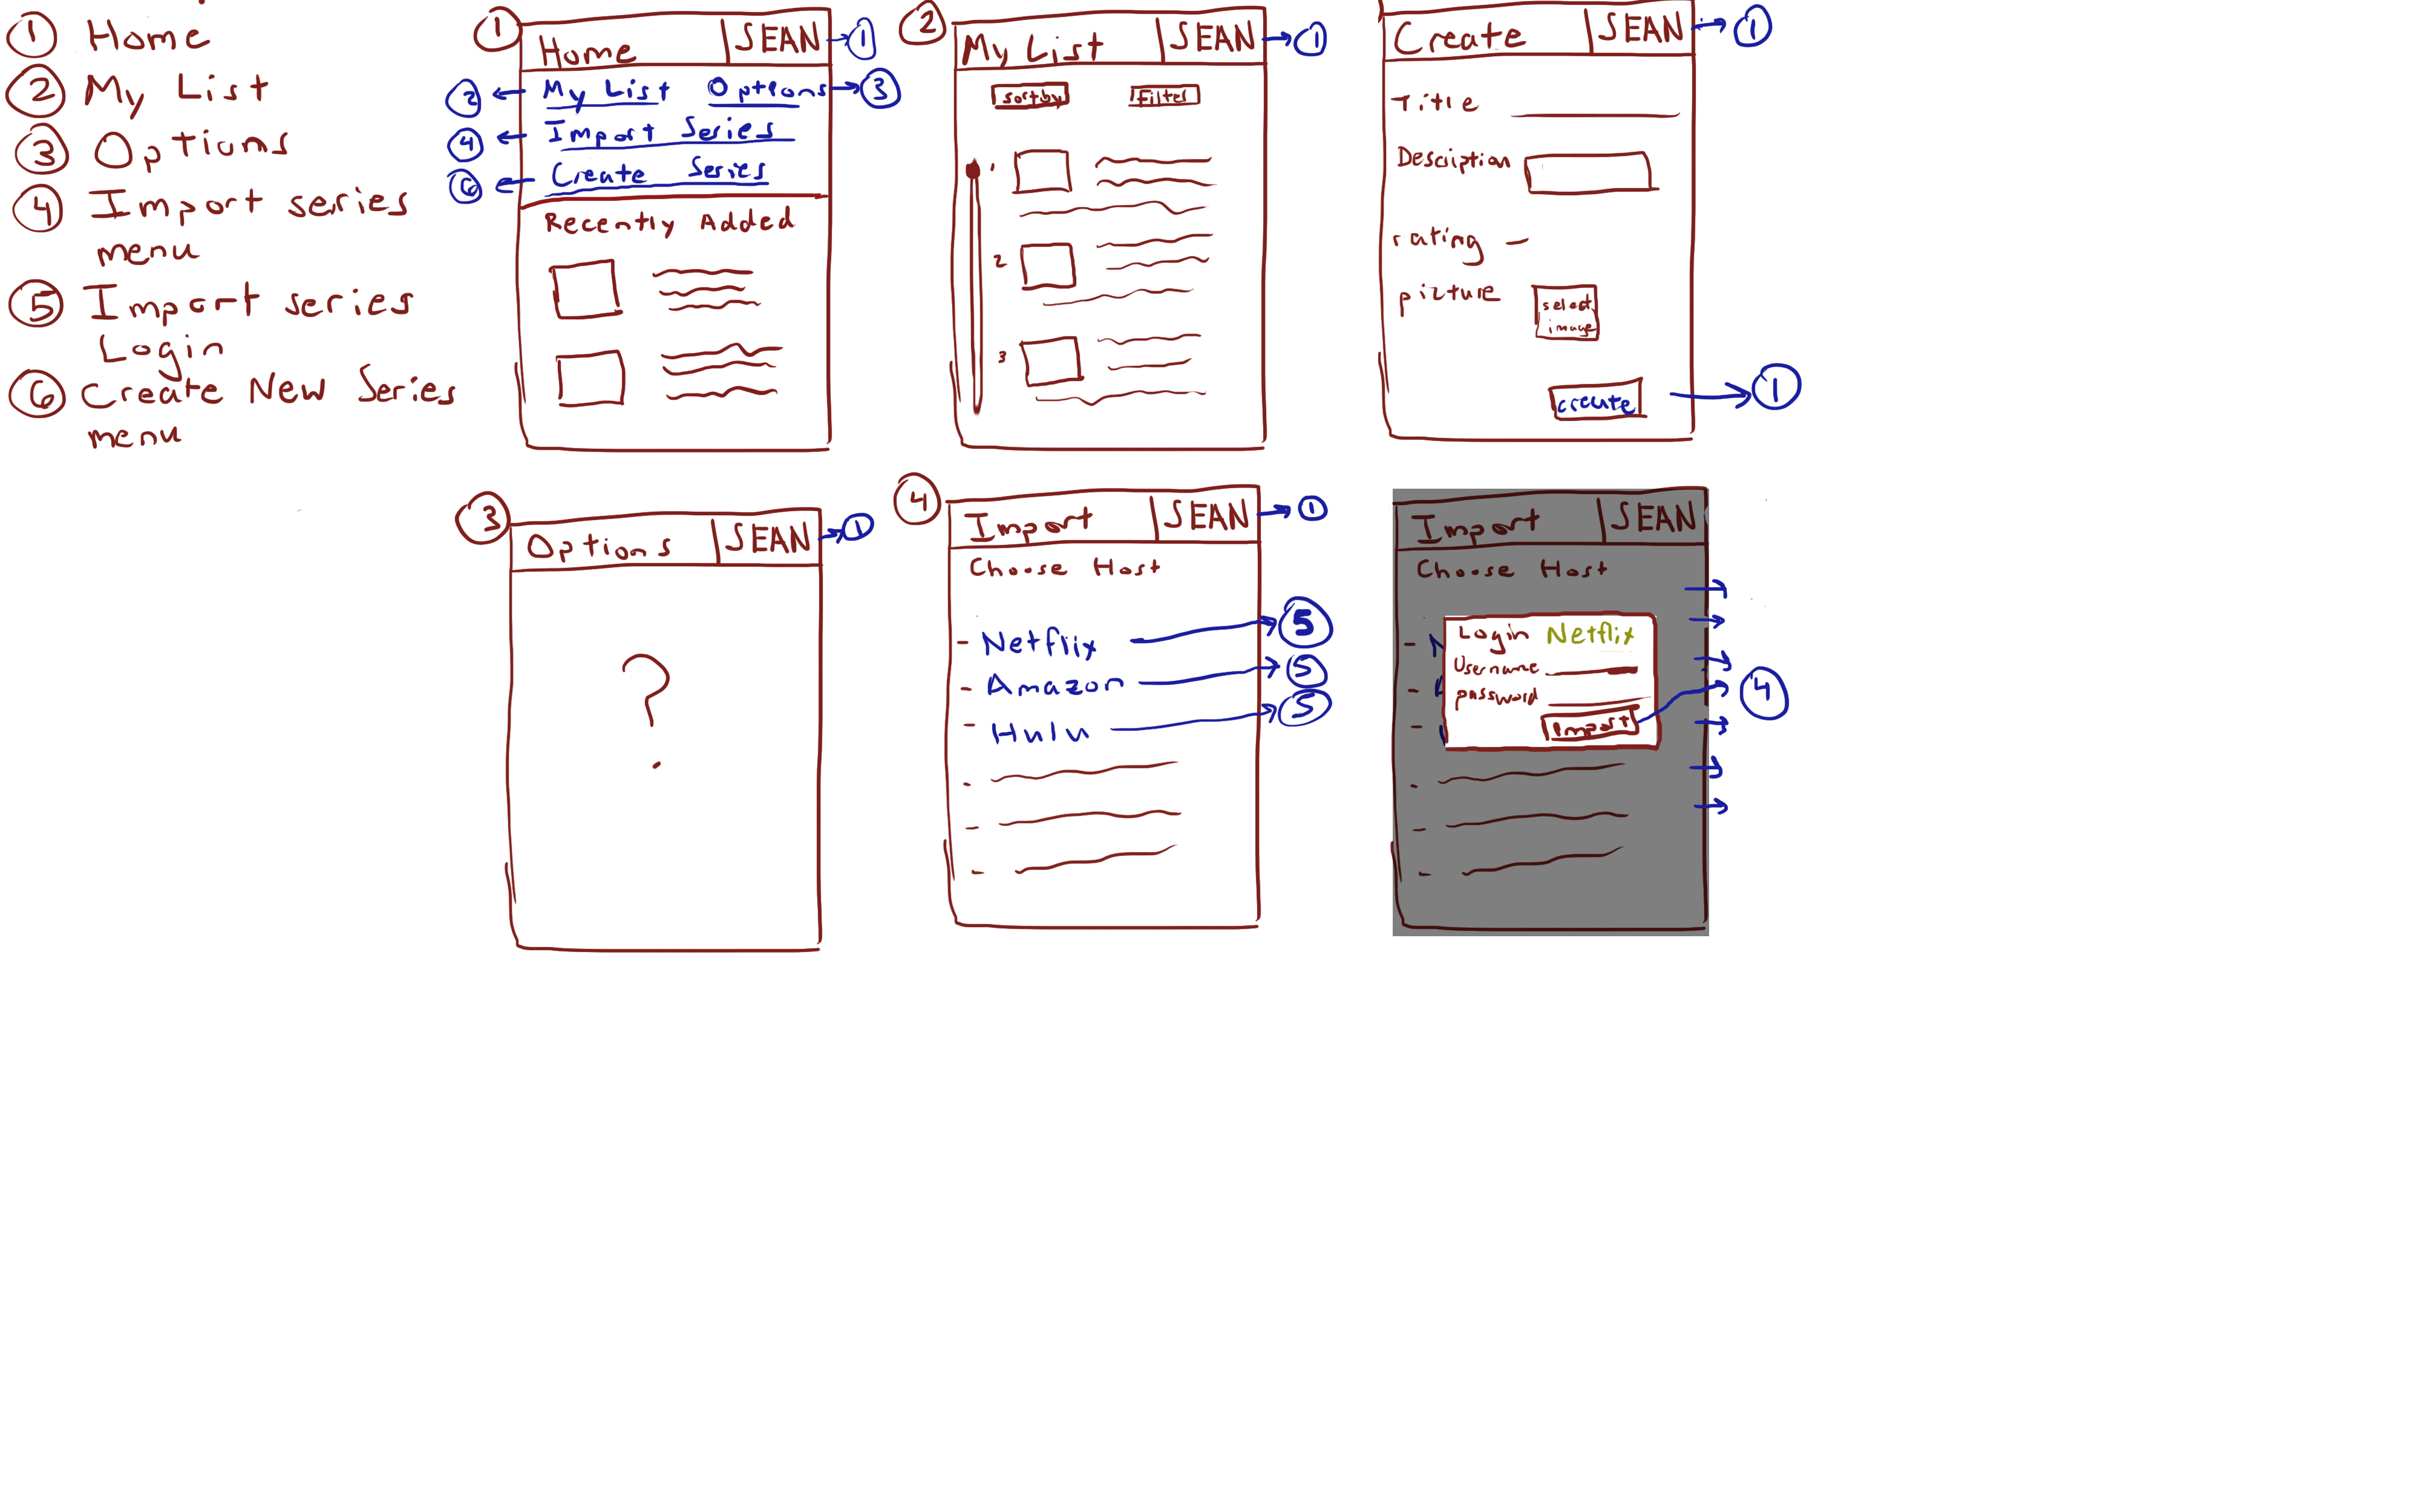 1 Home
2 My List
3 Options
4 Import series
menu
5 Import series
Login
6 Create New Series
menu
1
Home SEAN 1
2 My List Options 3
4 Import Series
6 Create Series
Recently Added
2
My List SEAN 1
sortby Filter
1
2
3
Create SEAN 1
Title
Desciption
rating
picture
select
image
create 1
3
Options SEAN 1
?
4
Import SEAN 1
Choose Host
- Netflix 5
- Amazon 5
- Hulu 5
Import SEAN
Choose Host
Login Netflix
Username
password
Import 4